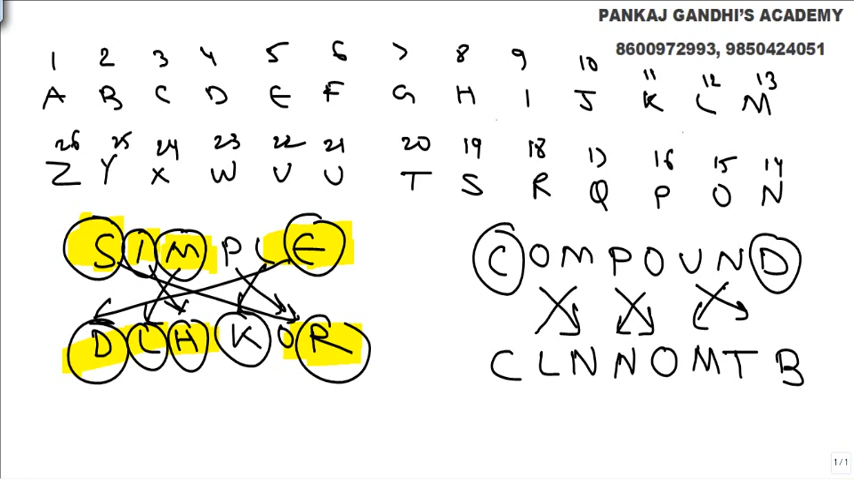 PANKAJ GANDHI'S ACADEMY
8600972993, 9850424051
1 2 3 4 5 6 7 8 9 10 11 12 13
A B C D E F G H I J K L M
26 25 24 23 22 21 20 19 18 17 16 15 14
Z Y X W V U T S R Q P O N
SIMPLE COMPOUND
DLHKOR CLNNOMTB
1/1